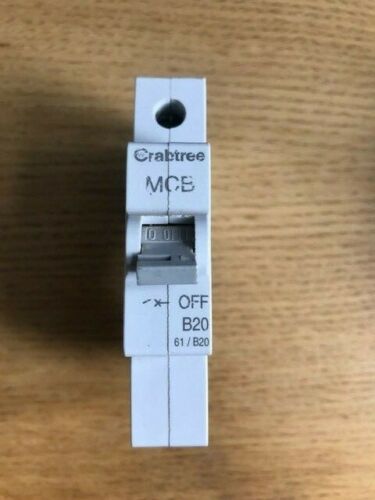 Crabtree
MCB
OFF
B20
61 / B20